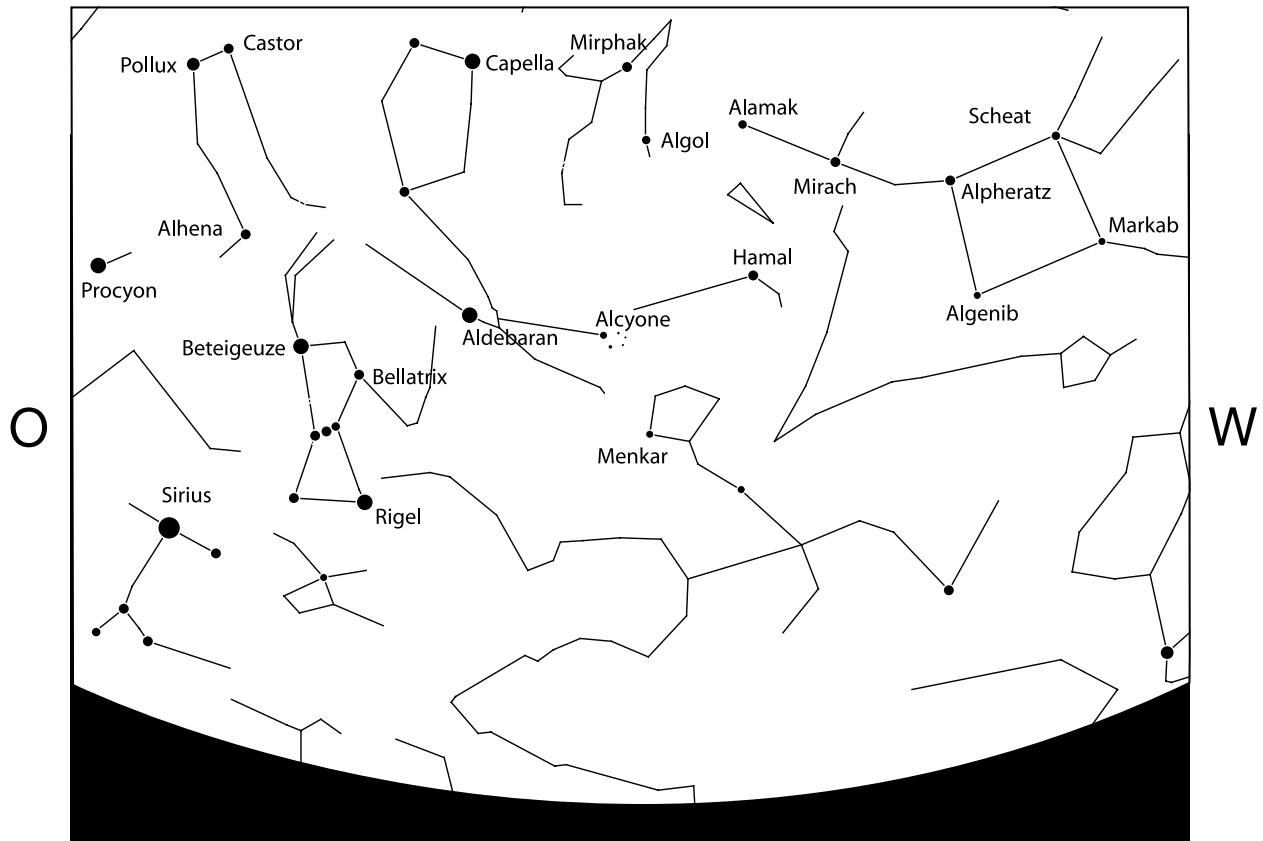 Castor
Pollux
Capella
Mirphak
Alamak
Scheat
Algol
Mirach
Alpheratz
Alhena
Markab
Procyon
Hamal
Algenib
Alcyone
Aldebaran
Beteigeuze
Bellatrix
O
W
Menkar
Sirius
Rigel